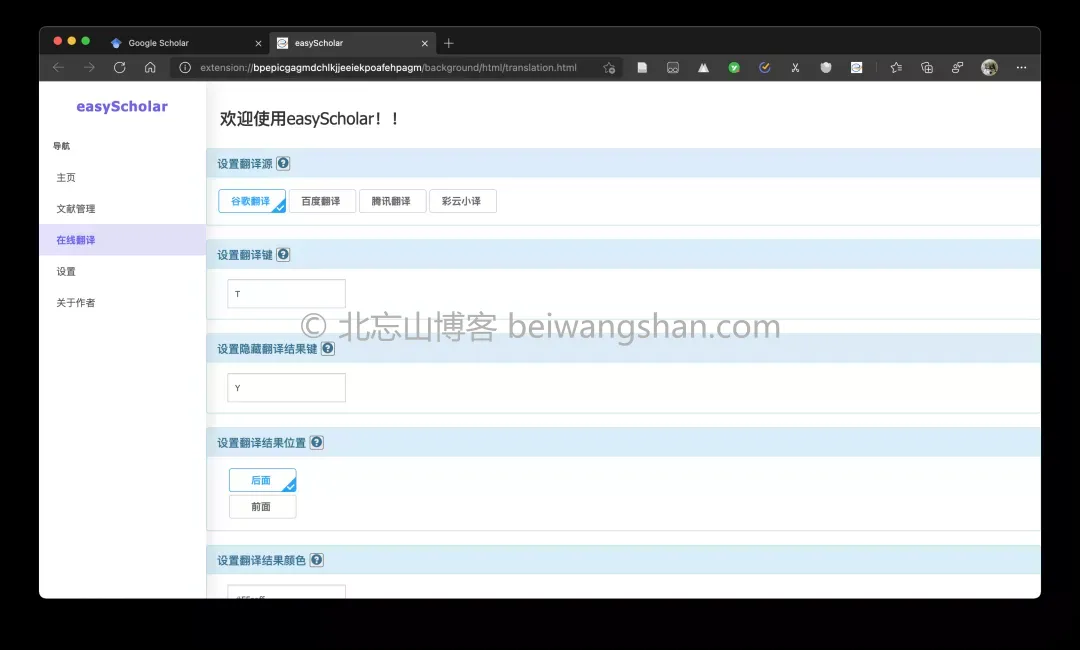 Google Scholar
easyScholar
extension://bpepicgagmdchlkjjeeiekpoafehpagm/background/html/translation.html
easyScholar
导航
主页
文献管理
在线翻译
设置
关于作者
欢迎使用easyScholar！！
设置翻译源
谷歌翻译 百度翻译 腾讯翻译 彩云小译
设置翻译键
T
© 北忘山博客 beiwangshan.com
设置隐藏翻译结果键
Y
设置翻译结果位置
后面
前面
设置翻译结果颜色